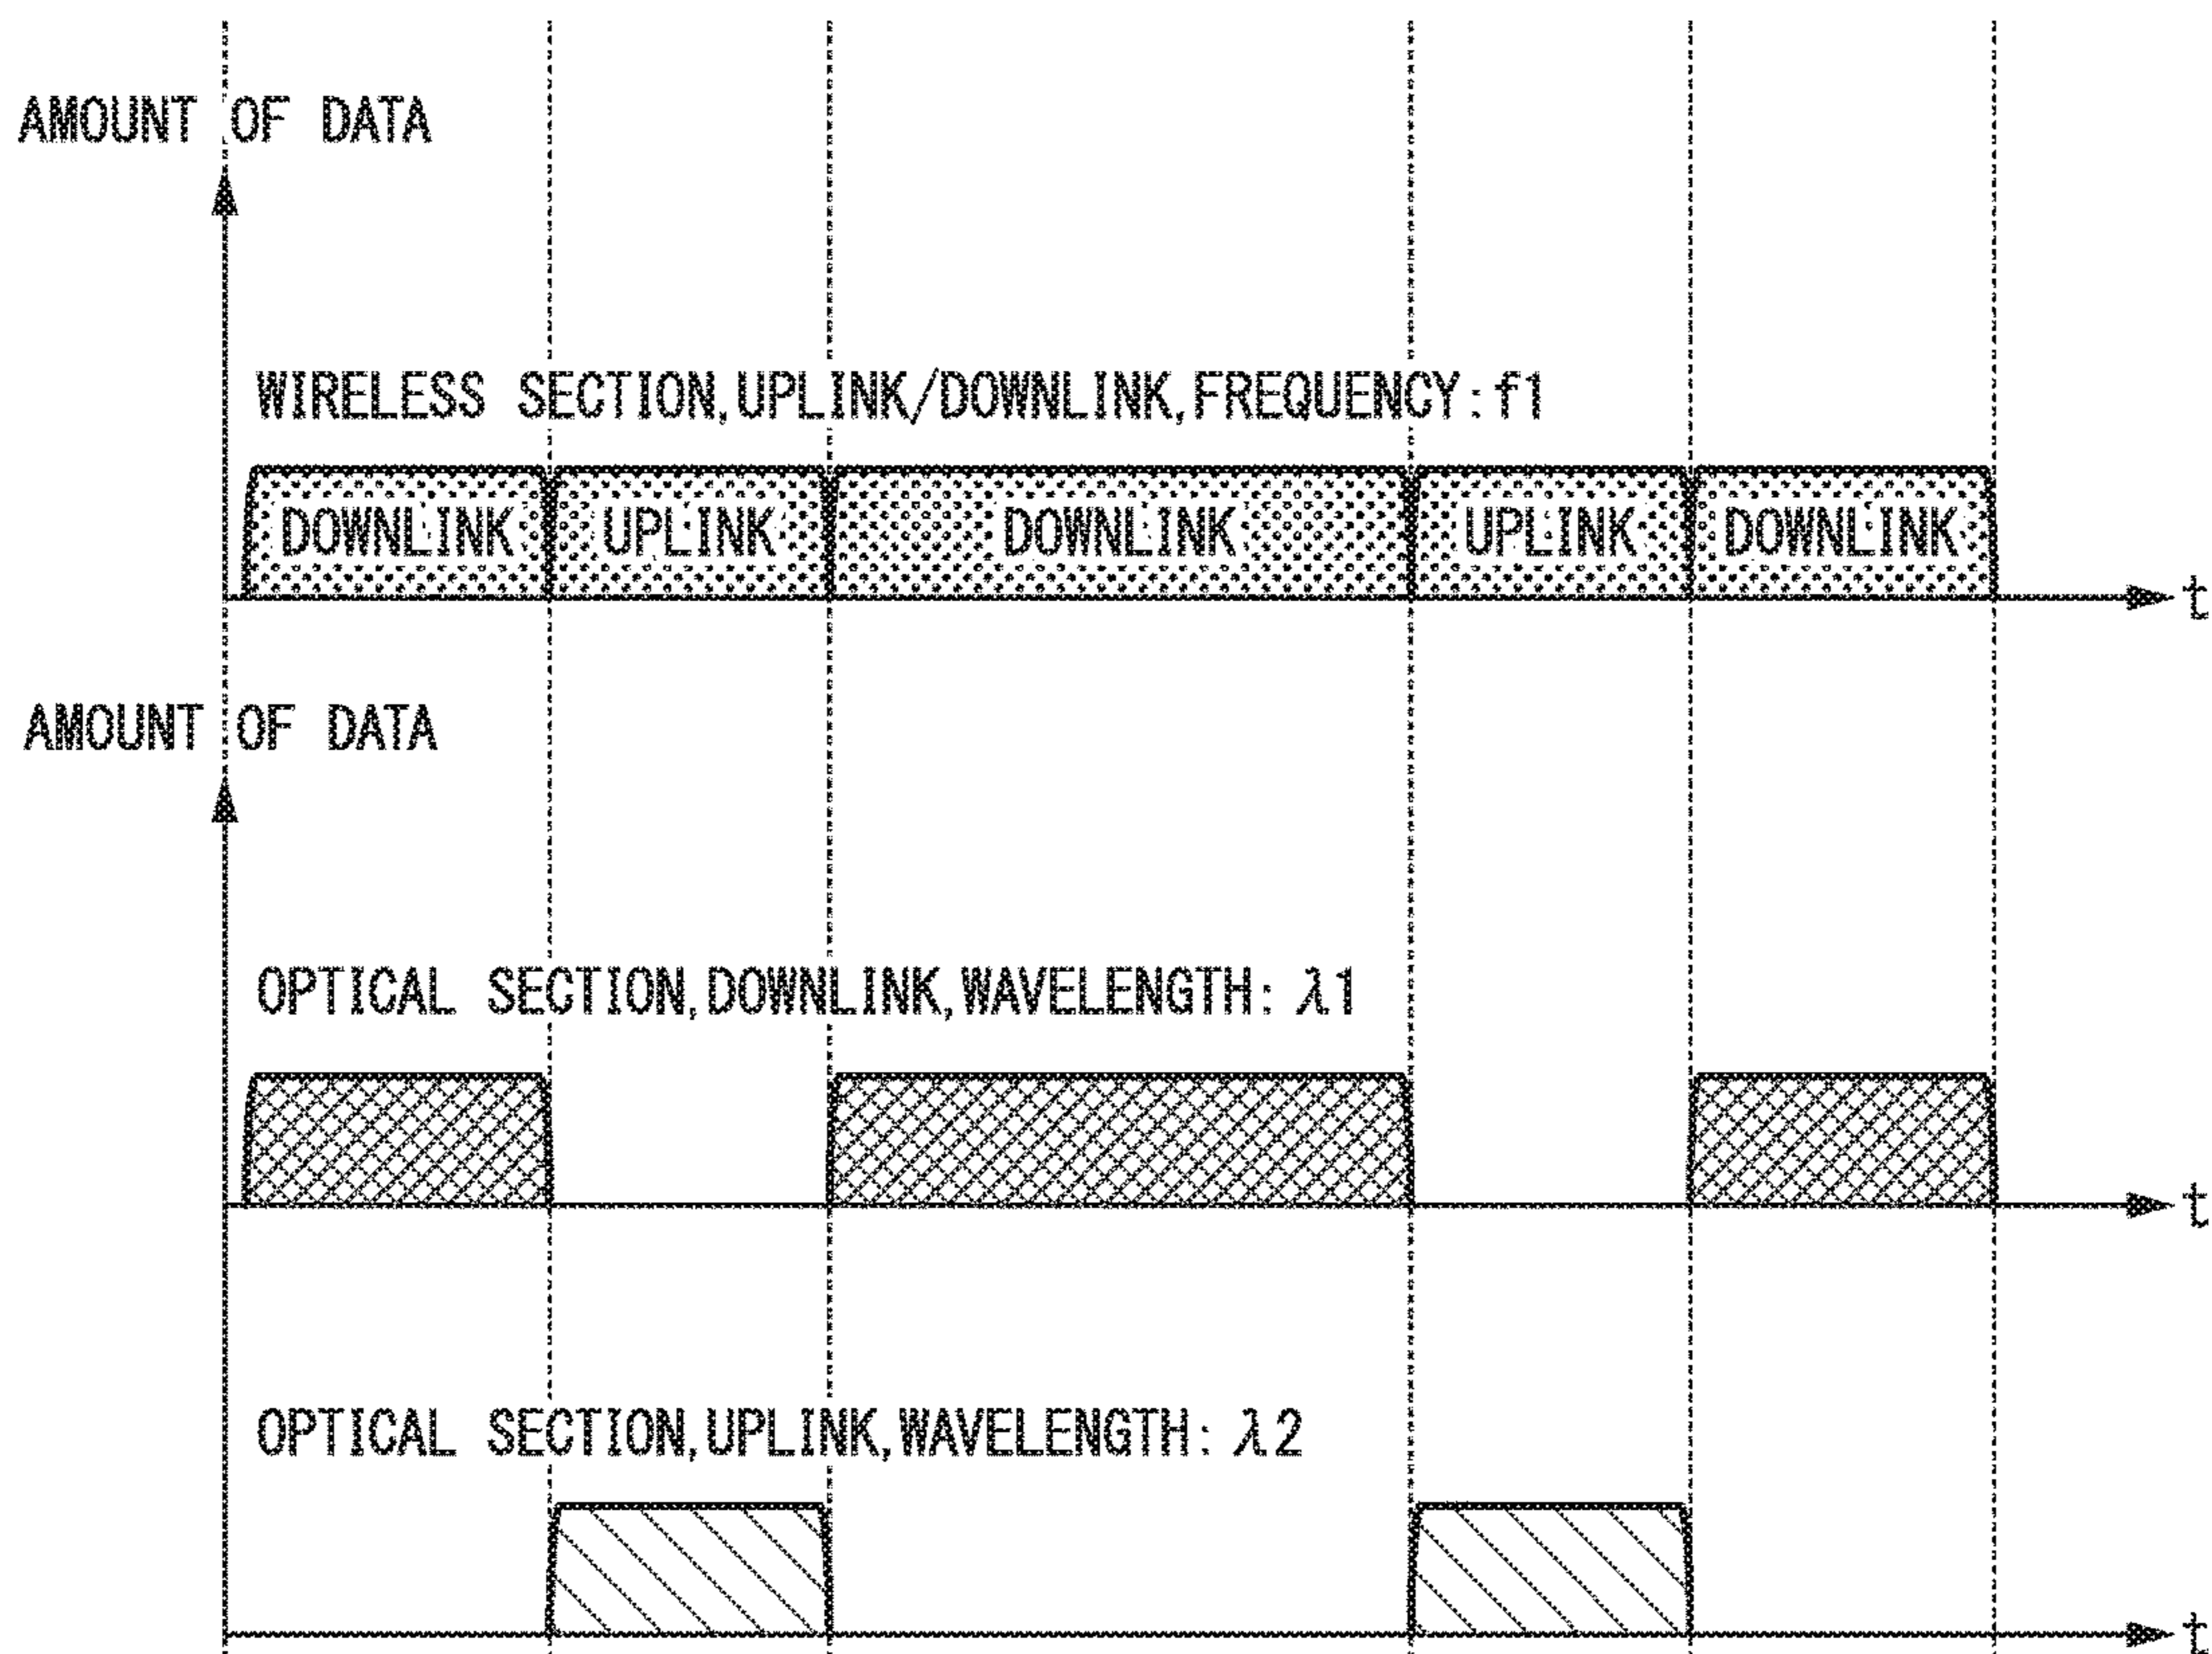 AMOUNT OF DATA
WIRELESS SECTION,UPLINK/DOWNLINK,FREQUENCY:f1
DOWNLINK UPLINK DOWNLINK UPLINK DOWNLINK
t
AMOUNT OF DATA
OPTICAL SECTION,DOWNLINK,WAVELENGTH: λ1
t
OPTICAL SECTION,UPLINK,WAVELENGTH: λ2
t